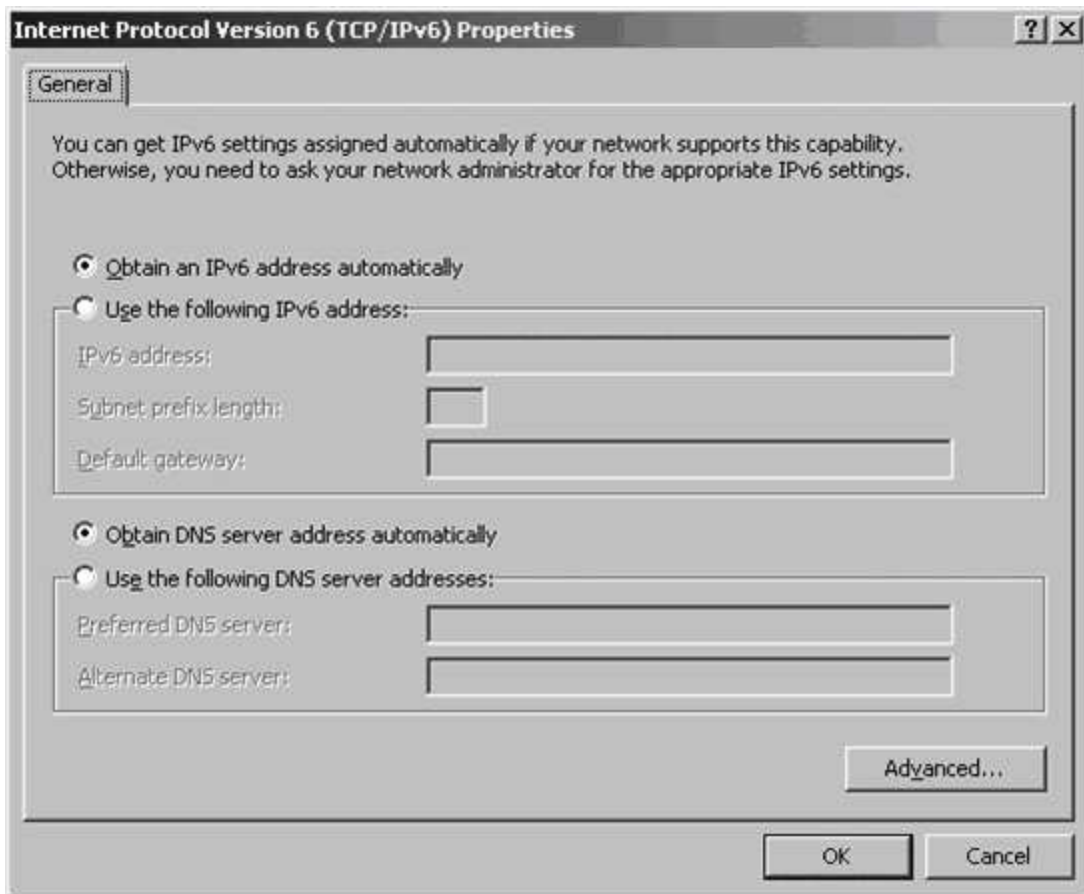 Internet Protocol Version 6 (TCP/IPv6) Properties
General
You can get IPv6 settings assigned automatically if your network supports this capability.
Otherwise, you need to ask your network administrator for the appropriate IPv6 settings.
Obtain an IPv6 address automatically
Use the following IPv6 address:
IPv6 address:
Subnet prefix length:
Default gateway:
Obtain DNS server address automatically
Use the following DNS server addresses:
Preferred DNS server:
Alternate DNS server:
Advanced...
OK Cancel